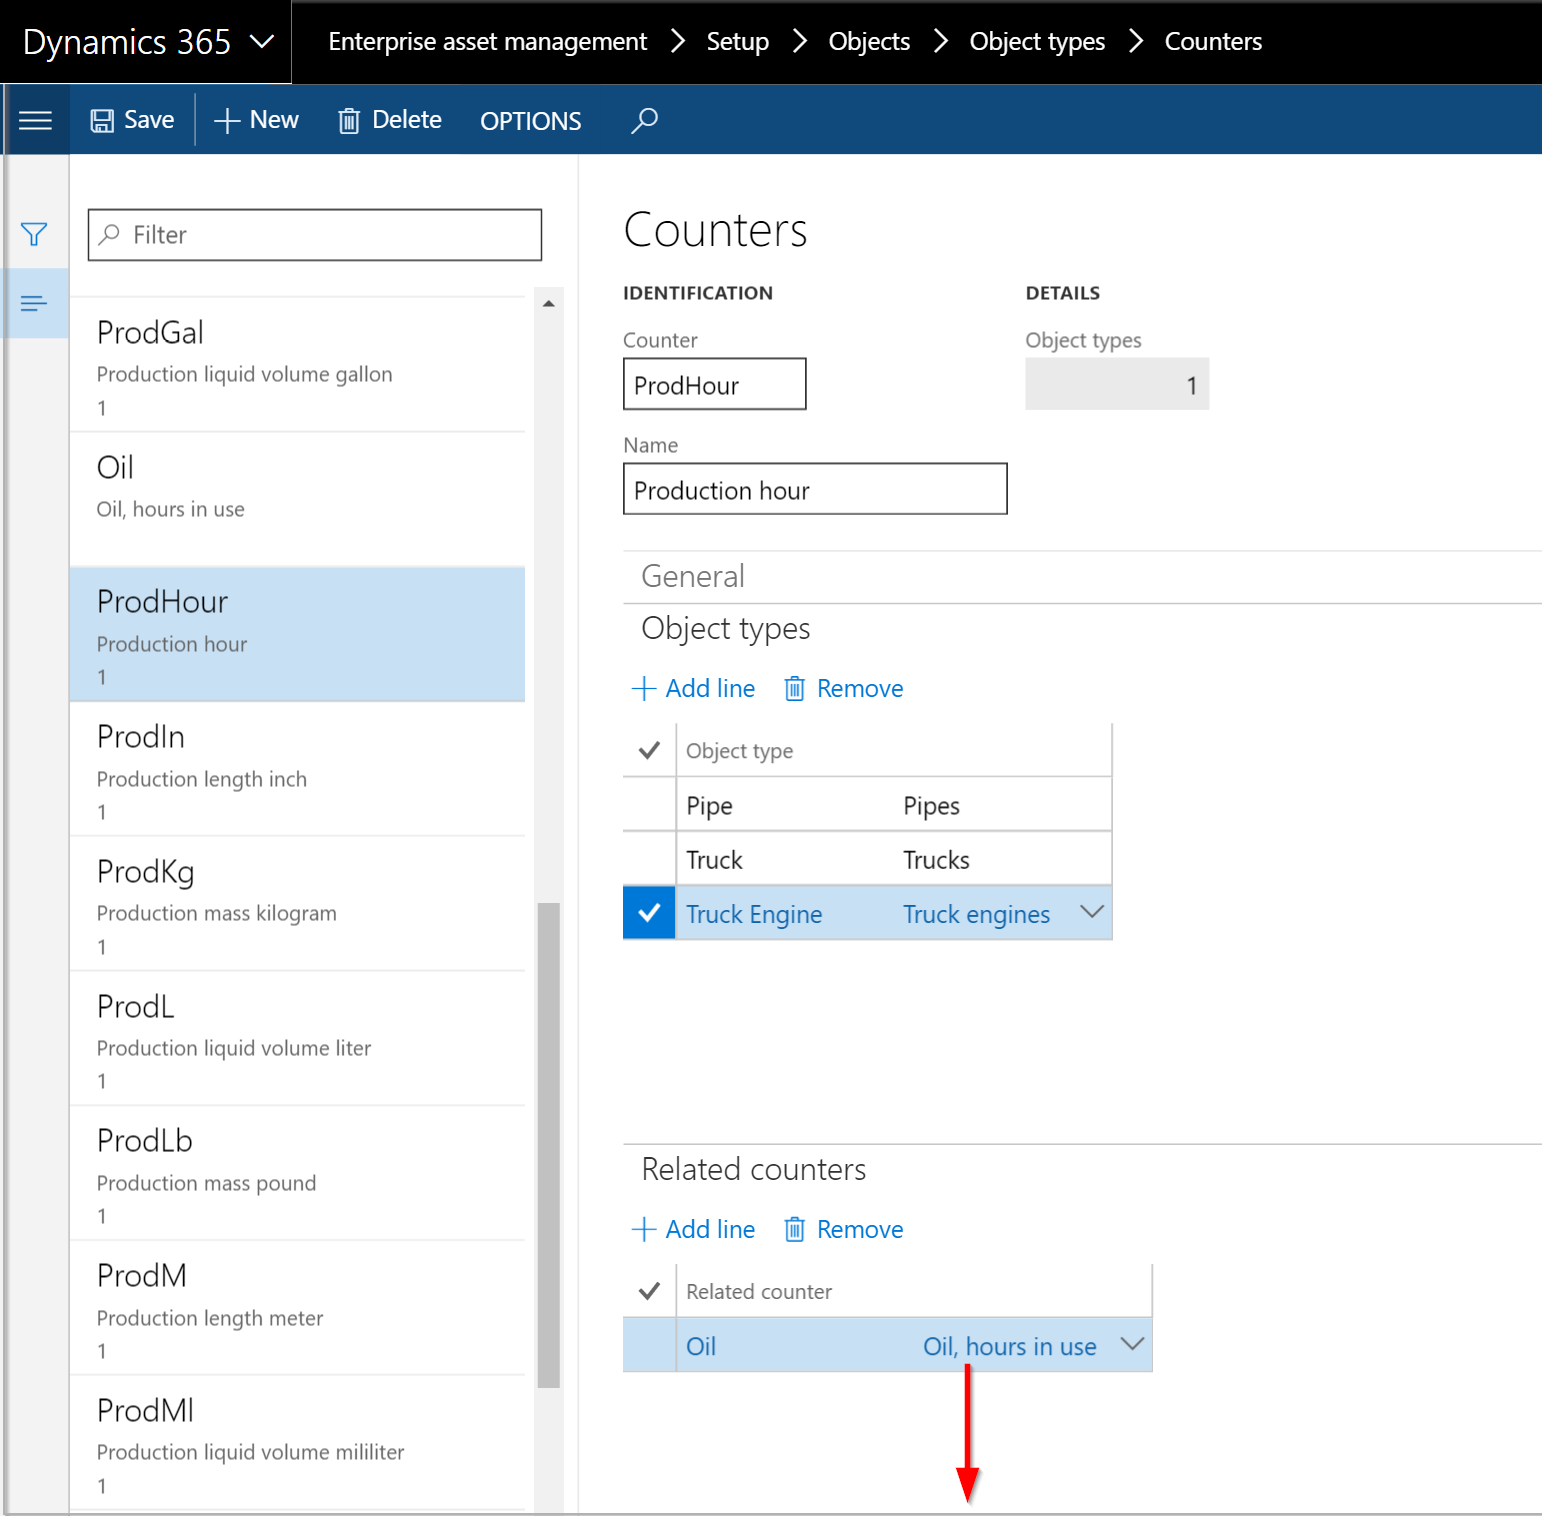 Dynamics 365
Enterprise asset management > Setup > Objects > Object types > Counters
Save
New
Delete
OPTIONS
Filter
ProdGal
Production liquid volume gallon
1
Oil
Oil, hours in use
ProdHour
Production hour
1
ProdIn
Production length inch
1
ProdKg
Production mass kilogram
1
ProdL
Production liquid volume liter
1
ProdLb
Production mass pound
1
ProdM
Production length meter
1
ProdMl
Production liquid volume mililiter
1
Counters
IDENTIFICATION
Counter
ProdHour
Name
Production hour
DETAILS
Object types
1
General
Object types
Add line Remove
Object type
Pipe Pipes
Truck Trucks
Truck Engine Truck engines
Related counters
Add line Remove
Related counter
Oil Oil, hours in use